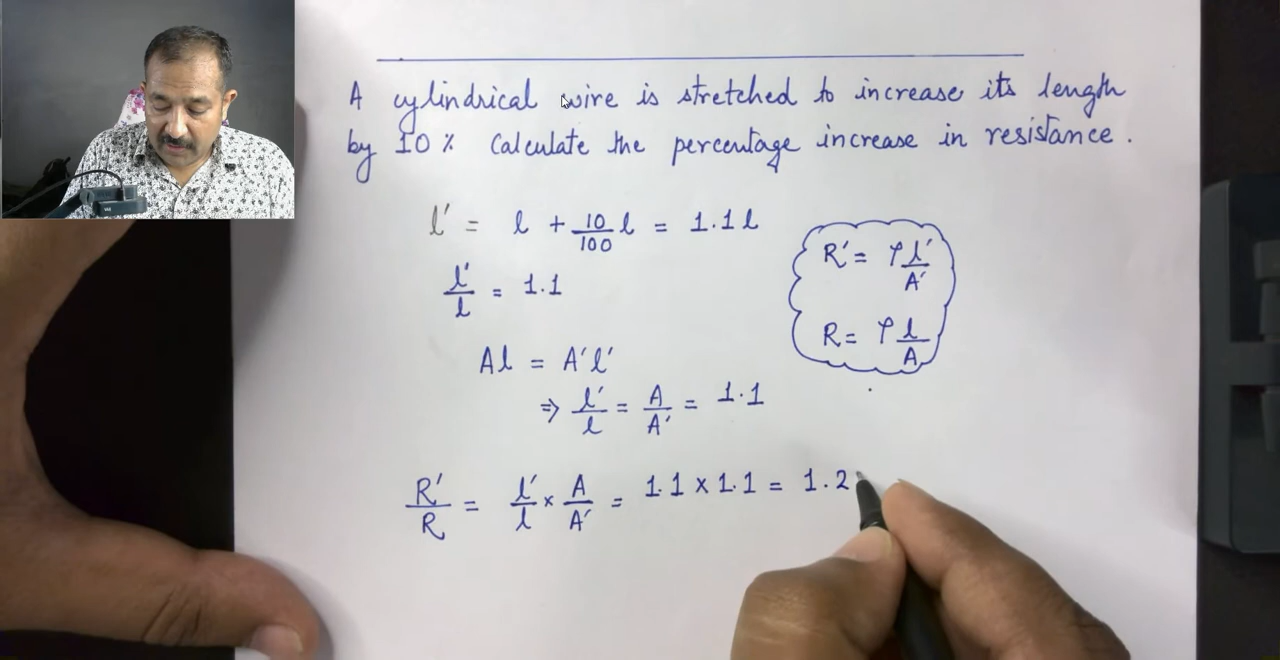 A cylindrical wire is stretched to increase its length
by 10 % Calculate the percentage increase in resistance.
l' = l + 10/100 l = 1.1 l
l'/l = 1.1
R' = ρ l'/A'
R = ρ l/A
Al = A'l'
⇒ l'/l = A/A' = 1.1
R'/R = l'/l × A/A' = 1.1 × 1.1 = 1.2